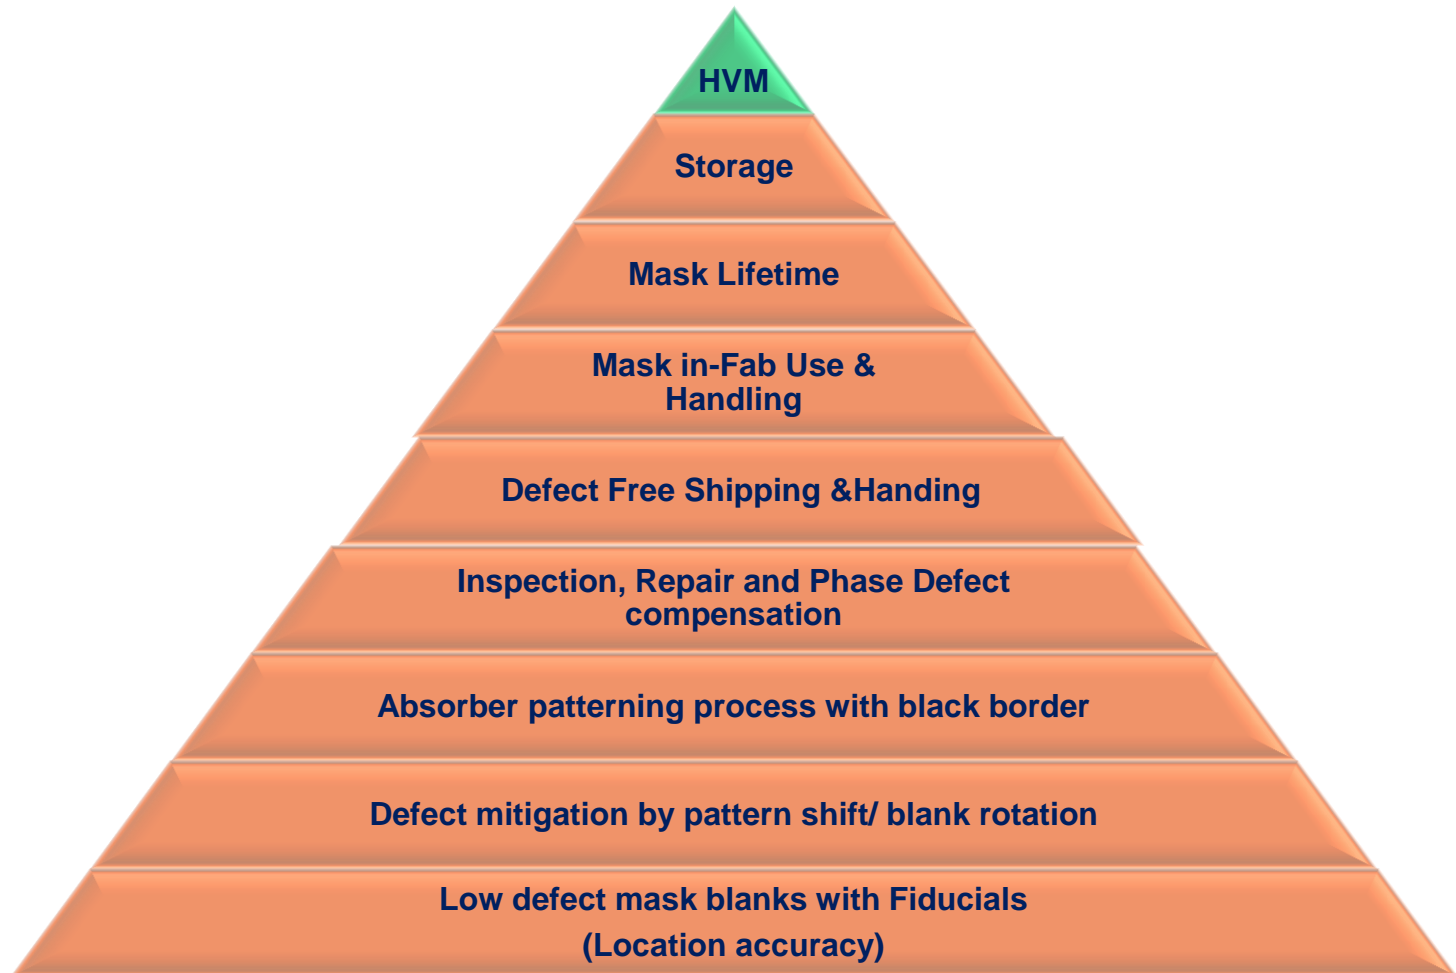 HVM
Storage
Mask Lifetime
Mask in-Fab Use &
Handling
Defect Free Shipping &Handing
Inspection, Repair and Phase Defect
compensation
Absorber patterning process with black border
Defect mitigation by pattern shift/ blank rotation
Low defect mask blanks with Fiducials
(Location accuracy)